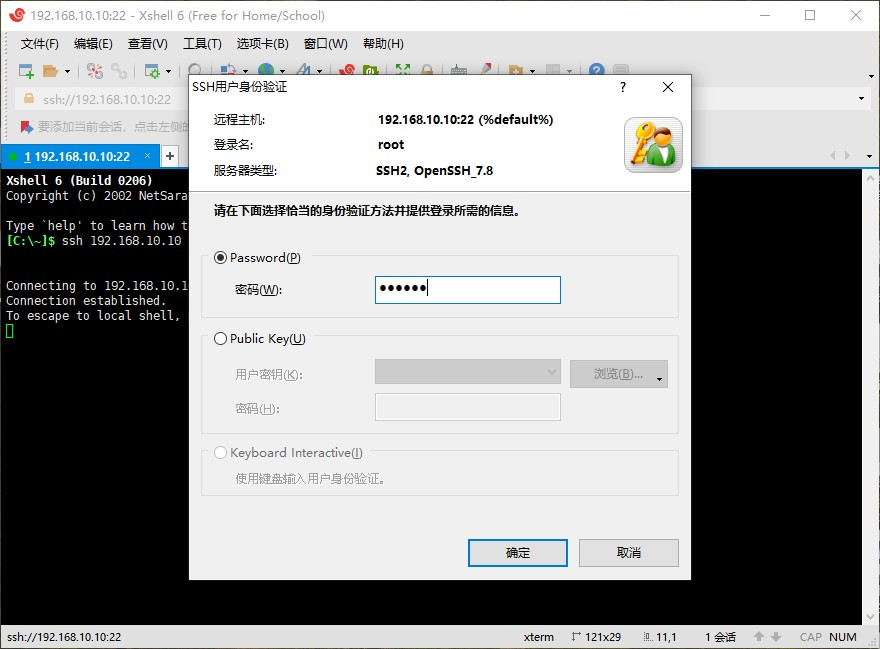 192.168.10.10:22 - Xshell 6 (Free for Home/School)
文件(F) 编辑(E) 查看(V) 工具(T) 选项卡(B) 窗口(W) 帮助(H)
ssh://192.168.10.10:22
要添加当前会话，点击左侧的
1 192.168.10.10:22
Xshell 6 (Build 0206)
Copyright (c) 2002 NetSara
Type `help' to learn how t
[C:\~]$ ssh 192.168.10.10
Connecting to 192.168.10.1
Connection established.
To escape to local shell,
SSH用户身份验证
远程主机: 192.168.10.10:22 (%default%)
登录名: root
服务器类型: SSH2, OpenSSH_7.8
请在下面选择恰当的身份验证方法并提供登录所需的信息。
Password(P)
密码(W): ●●●●●●
Public Key(U)
用户密钥(K): 浏览(B)...
密码(H):
Keyboard Interactive(I)
使用键盘输入用户身份验证。
确定 取消
ssh://192.168.10.10:22 xterm 121x29 11,1 1 会话 CAP NUM